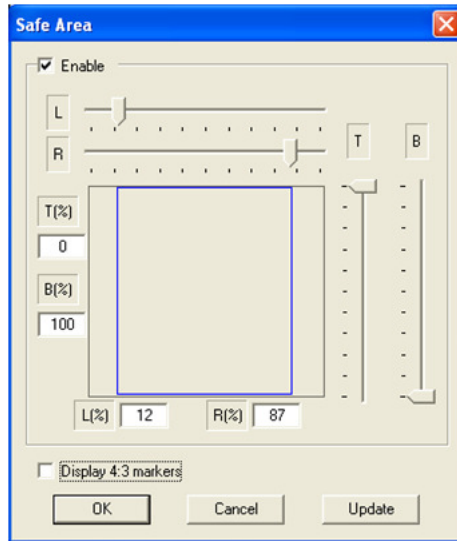 Safe Area
Enable
L
R
T B
T(%)
0
B(%)
100
L(%) 12 R(%) 87
Display 4:3 markers
OK Cancel Update